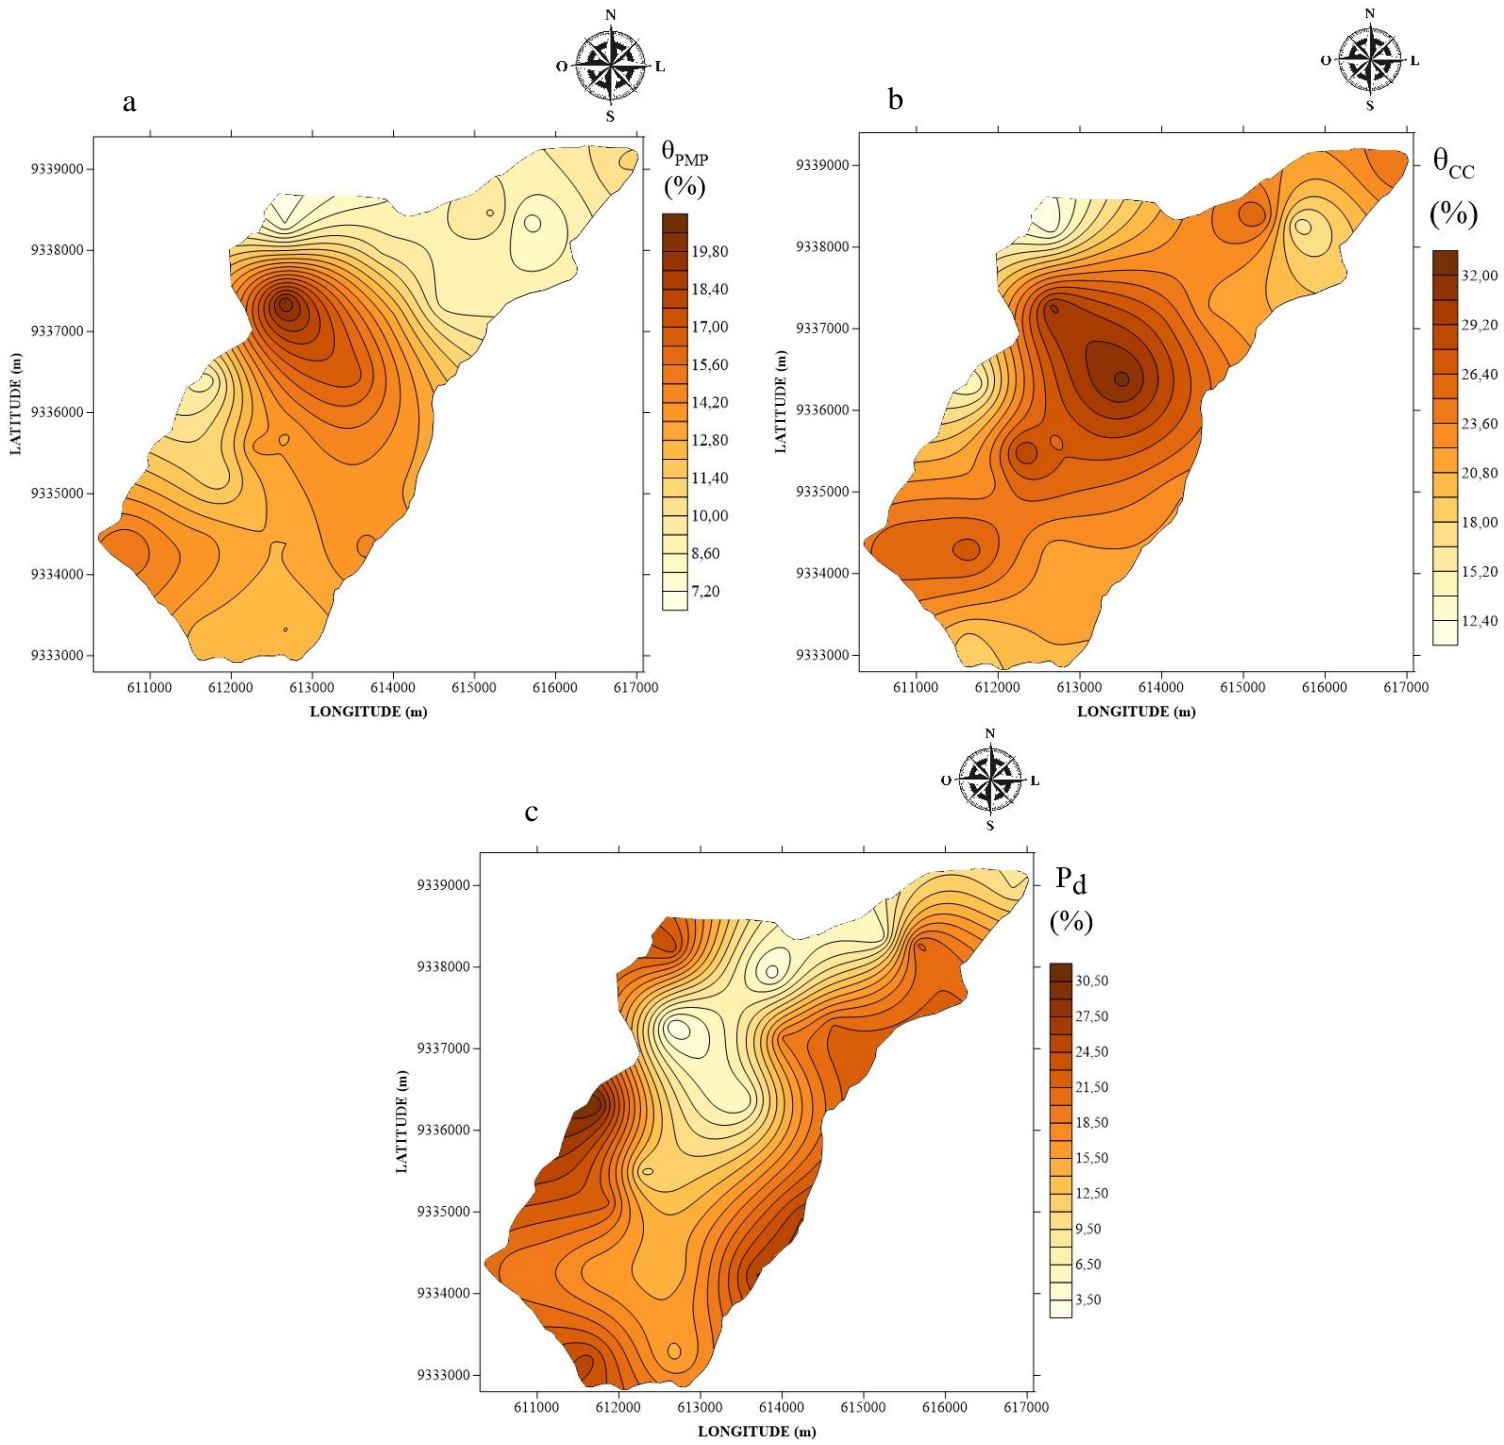 a
N
O L
S
θPMP
(%)
9339000
9338000
9337000
9336000
9335000
9334000
9333000
LATITUDE (m)
19,80
18,40
17,00
15,60
14,20
12,80
11,40
10,00
8,60
7,20
611000 612000 613000 614000 615000 616000 617000
LONGITUDE (m)
b
N
O L
S
θCC
(%)
9339000
9338000
9337000
9336000
9335000
9334000
9333000
LATITUDE (m)
32,00
29,20
26,40
23,60
20,80
18,00
15,20
12,40
611000 612000 613000 614000 615000 616000 617000
LONGITUDE (m)
c
N
O L
S
Pd
(%)
9339000
9338000
9337000
9336000
9335000
9334000
9333000
LATITUDE (m)
30,50
27,50
24,50
21,50
18,50
15,50
12,50
9,50
6,50
3,50
611000 612000 613000 614000 615000 616000 617000
LONGITUDE (m)